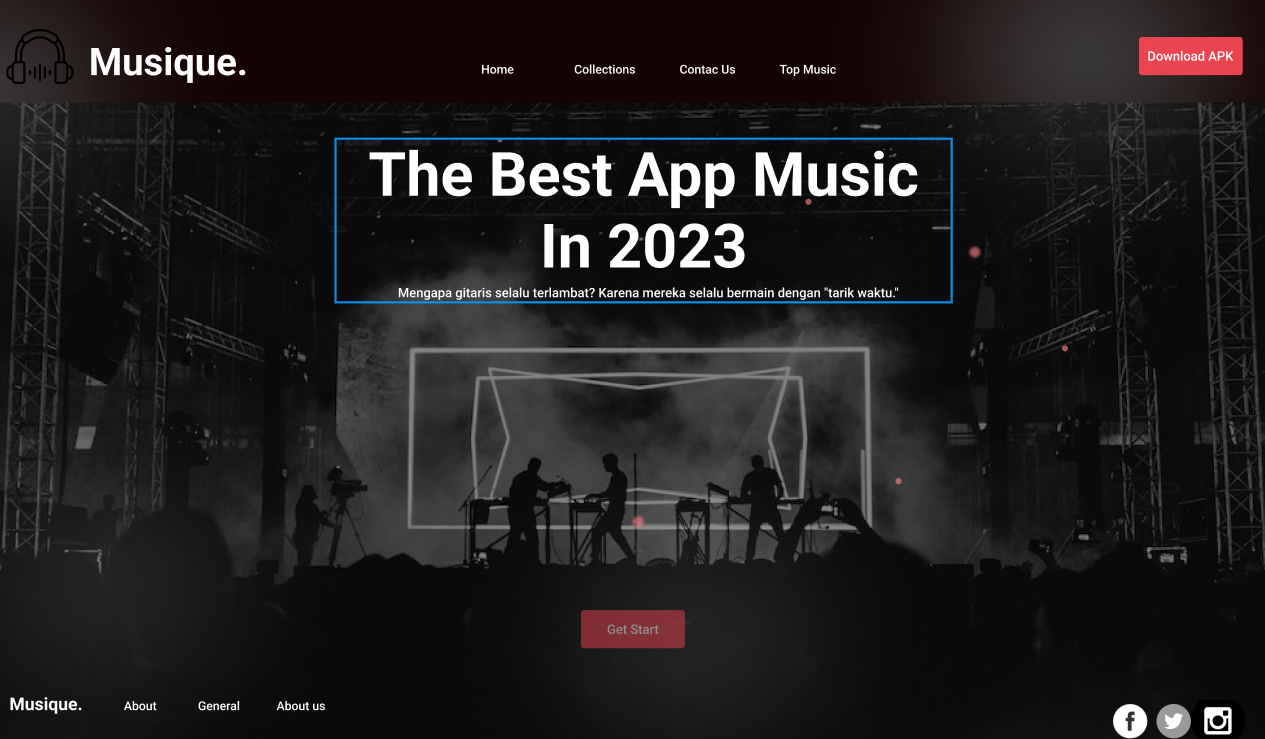 Musique.
Home
Collections
Contac Us
Top Music
Download APK
The Best App Music
In 2023
Mengapa gitaris selalu terlambat? Karena mereka selalu bermain dengan "tarik waktu."
Get Start
Musique.
About
General
About us